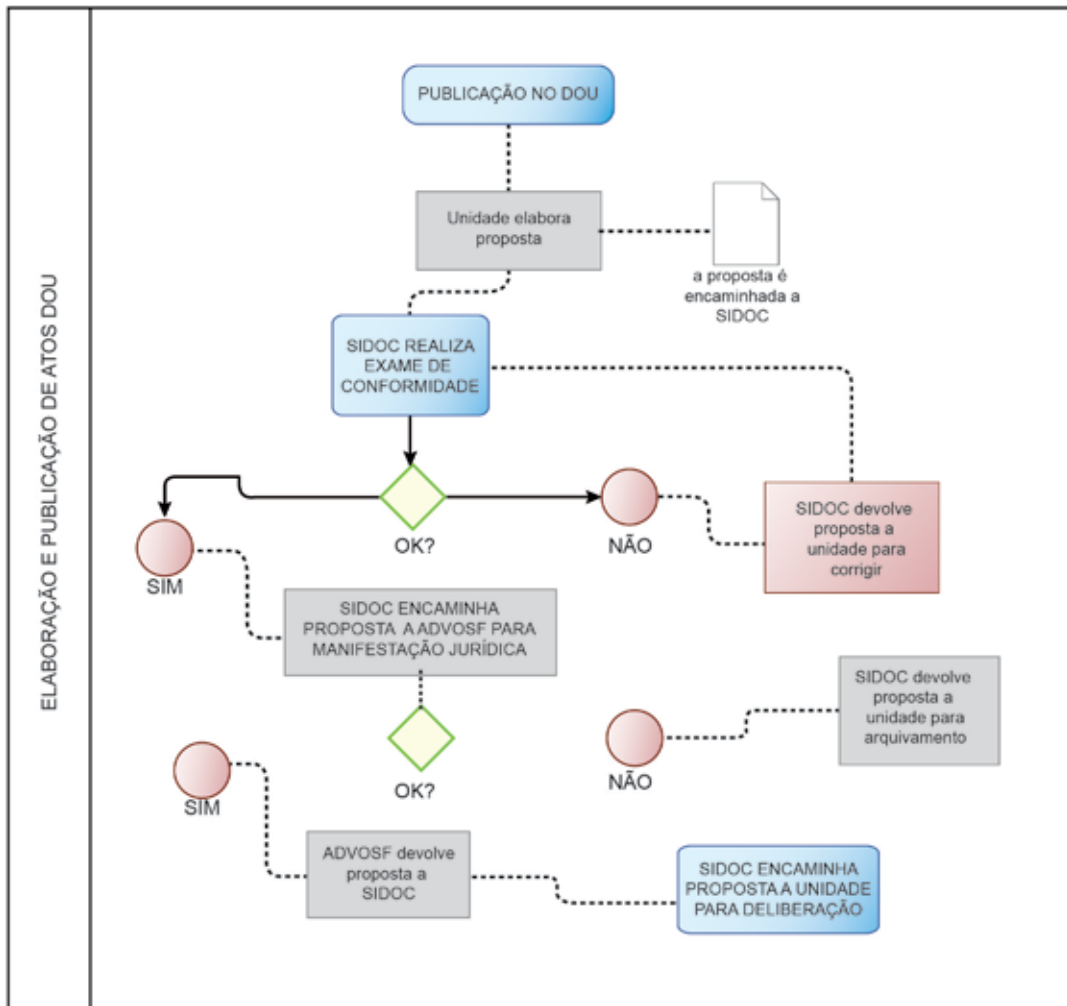 ELABORAÇÃO E PUBLICAÇÃO DE ATOS DOU
PUBLICAÇÃO NO DOU
Unidade elabora
proposta
a proposta é
encaminhada a
SIDOC
SIDOC REALIZA
EXAME DE
CONFORMIDADE
OK?
NÃO
SIDOC devolve
proposta a
unidade para
corrigir
SIM
SIDOC ENCAMINHA
PROPOSTA A ADVOSF PARA
MANIFESTAÇÃO JURÍDICA
OK?
NÃO
SIDOC devolve
proposta a
unidade para
arquivamento
SIM
ADVOSF devolve
proposta a
SIDOC
SIDOC ENCAMINHA
PROPOSTA A UNIDADE
PARA DELIBERAÇÃO